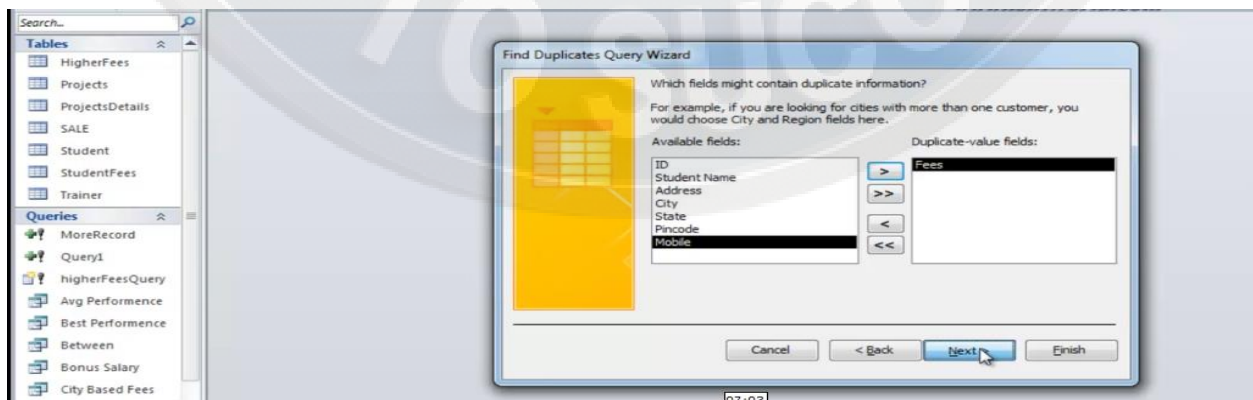 Search...
Tables
HigherFees
Projects
ProjectsDetails
SALE
Student
StudentFees
Trainer
Queries
MoreRecord
Query1
higherFeesQuery
Avg Performence
Best Performence
Between
Bonus Salary
City Based Fees
Find Duplicates Query Wizard
Which fields might contain duplicate information?
For example, if you are looking for cities with more than one customer, you
would choose City and Region fields here.
Available fields:
ID
Student Name
Address
City
State
Pincode
Mobile
>
>>
<
<<
Duplicate-value fields:
Fees
Cancel
< Back
Next >
Finish
07:03